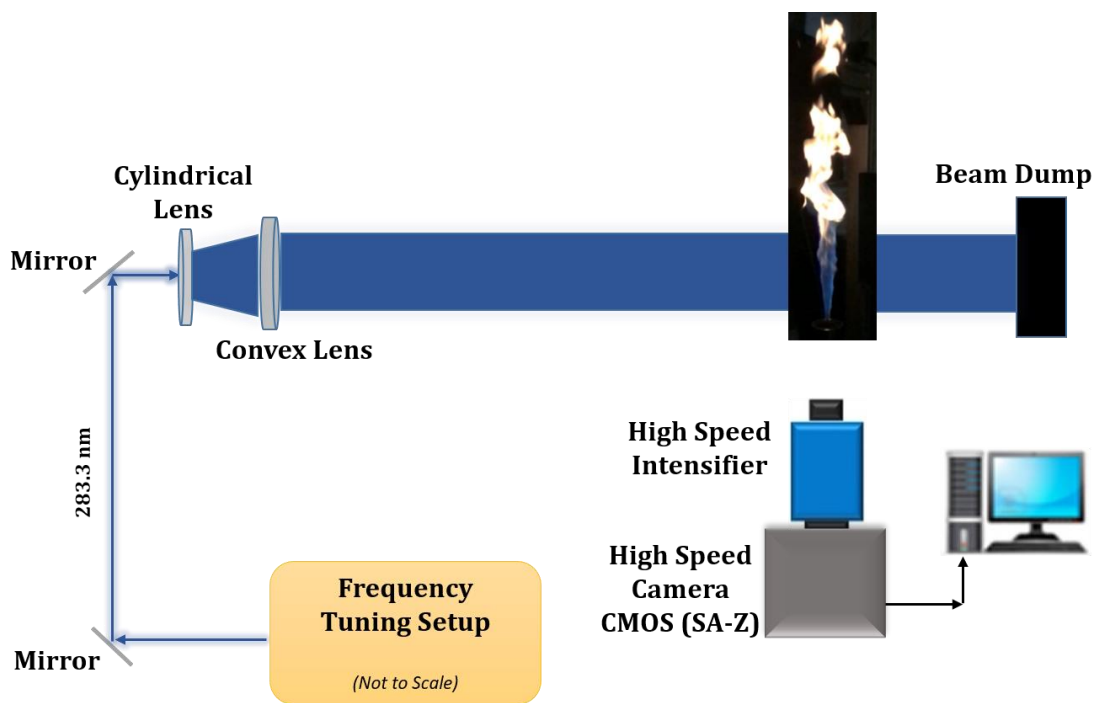 Cylindrical
Lens
Beam Dump
Mirror
Convex Lens
283.3 nm
High Speed
Intensifier
High Speed
Camera
CMOS (SA-Z)
Frequency
Tuning Setup
(Not to Scale)
Mirror